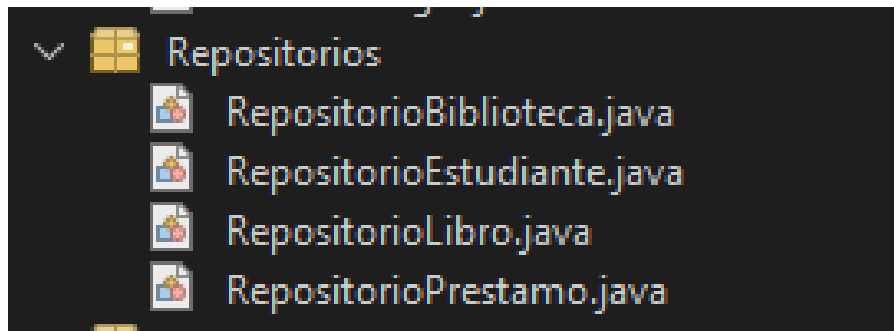 Repositorios
RepositorioBiblioteca.java
RepositorioEstudiante.java
RepositorioLibro.java
RepositorioPrestamo.java